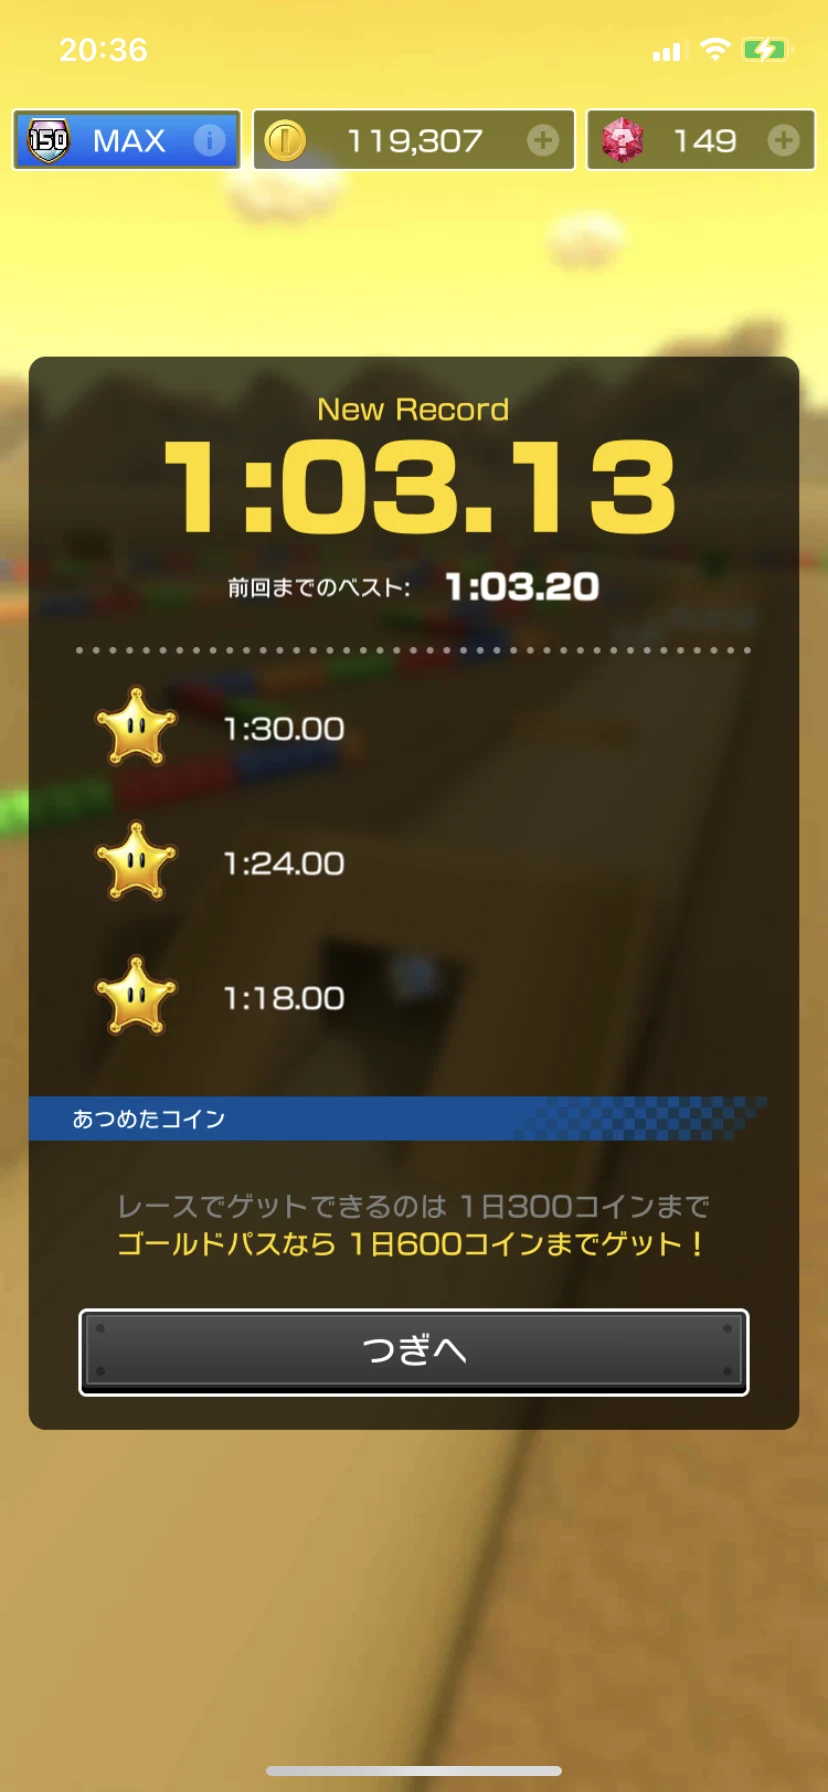 20:36
150 MAX i 119,307 + 149 +
New Record
1:03.13
前回までのベスト: 1:03.20
1:30.00
1:24.00
1:18.00
あつめたコイン
レースでゲットできるのは 1日300コインまで
ゴールドパスなら 1日600コインまでゲット！
つぎへ